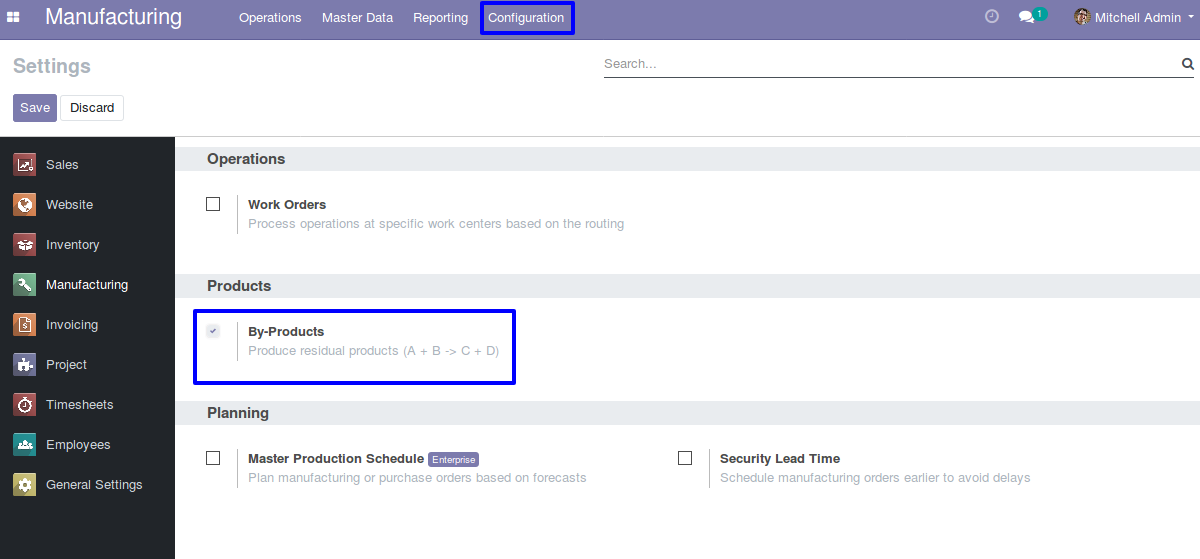 Manufacturing Operations Master Data Reporting Configuration 1 Mitchell Admin
Settings Search...
Save Discard
Sales
Website
Inventory
Manufacturing
Invoicing
Project
Timesheets
Employees
General Settings
Operations
Work Orders
Process operations at specific work centers based on the routing
Products
By-Products
Produce residual products (A + B -> C + D)
Planning
Master Production Schedule Enterprise
Plan manufacturing or purchase orders based on forecasts
Security Lead Time
Schedule manufacturing orders earlier to avoid delays